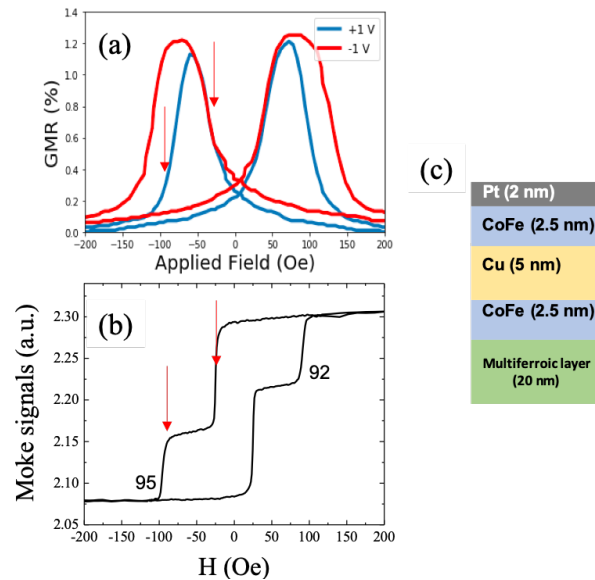 (a)
+1 V
-1 V
GMR (%)
1.4
1.2
1.0
0.8
0.6
0.4
0.2
0.0
-200 -150 -100 -50 0 50 100 150 200
Applied Field (Oe)
(b)
Moke signals (a.u.)
2.30
2.25
2.20
2.15
2.10
2.05
92
95
-200 -150 -100 -50 0 50 100 150 200
H (Oe)
(c)
Pt (2 nm)
CoFe (2.5 nm)
Cu (5 nm)
CoFe (2.5 nm)
Multiferroic layer
(20 nm)